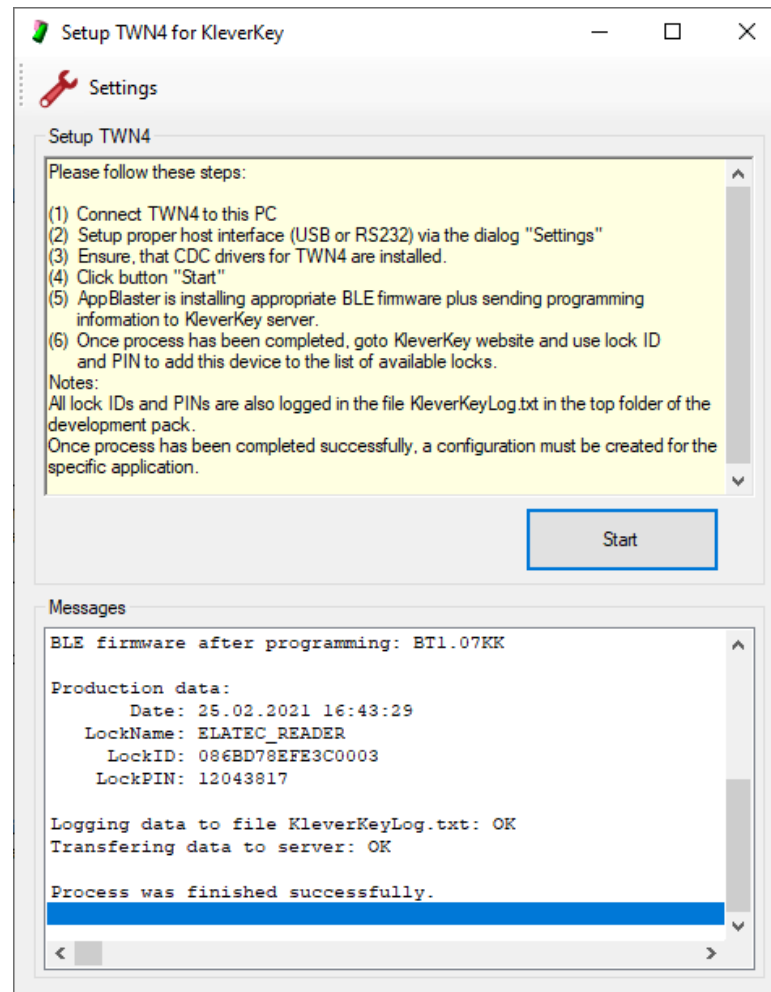 Setup TWN4 for KleverKey
Settings
Setup TWN4
Please follow these steps:
(1) Connect TWN4 to this PC
(2) Setup proper host interface (USB or RS232) via the dialog "Settings"
(3) Ensure, that CDC drivers for TWN4 are installed.
(4) Click button "Start"
(5) AppBlaster is installing appropriate BLE firmware plus sending programming
information to KleverKey server.
(6) Once process has been completed, goto KleverKey website and use lock ID
and PIN to add this device to the list of available locks.
Notes:
All lock IDs and PINs are also logged in the file KleverKeyLog.txt in the top folder of the
development pack.
Once process has been completed successfully, a configuration must be created for the
specific application.
Start
Messages
BLE firmware after programming: BT1.07KK
Production data:
Date: 25.02.2021 16:43:29
LockName: ELATEC_READER
LockID: 086BD78EFE3C0003
LockPIN: 12043817
Logging data to file KleverKeyLog.txt: OK
Transfering data to server: OK
Process was finished successfully.